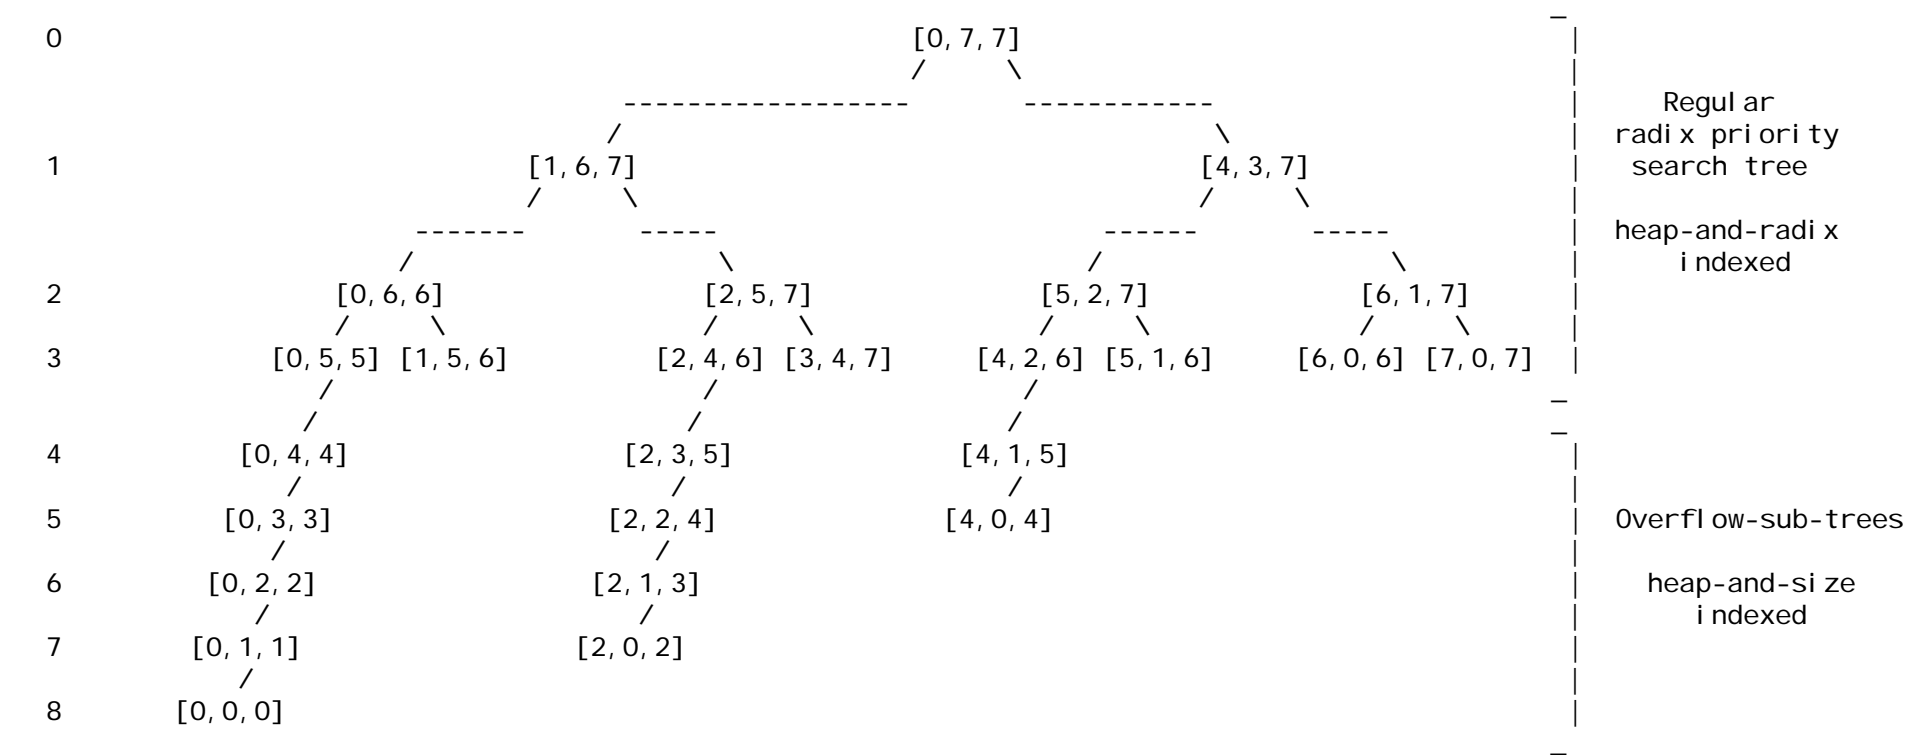 0 [0, 7, 7]
Regular
radix priority
1 [1, 6, 7] [4, 3, 7] search tree
heap-and-radix
indexed
2 [0, 6, 6] [2, 5, 7] [5, 2, 7] [6, 1, 7]
3 [0, 5, 5] [1, 5, 6] [2, 4, 6] [3, 4, 7] [4, 2, 6] [5, 1, 6] [6, 0, 6] [7, 0, 7]
4 [0, 4, 4] [2, 3, 5] [4, 1, 5]
5 [0, 3, 3] [2, 2, 4] [4, 0, 4] Overflow-sub-trees
6 [0, 2, 2] [2, 1, 3] heap-and-size
indexed
7 [0, 1, 1] [2, 0, 2]
8 [0, 0, 0]